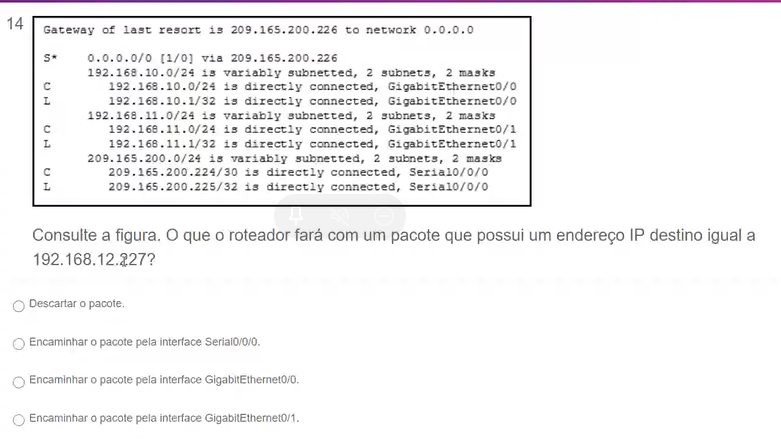 14
Gateway of last resort is 209.165.200.226 to network 0.0.0.0
S* 0.0.0.0/0 [1/0] via 209.165.200.226
192.168.10.0/24 is variably subnetted, 2 subnets, 2 masks
C 192.168.10.0/24 is directly connected, GigabitEthernet0/0
L 192.168.10.1/32 is directly connected, GigabitEthernet0/0
192.168.11.0/24 is variably subnetted, 2 subnets, 2 masks
C 192.168.11.0/24 is directly connected, GigabitEthernet0/1
L 192.168.11.1/32 is directly connected, GigabitEthernet0/1
209.165.200.0/24 is variably subnetted, 2 subnets, 2 masks
C 209.165.200.224/30 is directly connected, Serial0/0/0
L 209.165.200.225/32 is directly connected, Serial0/0/0
Consulte a figura. O que o roteador fará com um pacote que possui um endereço IP destino igual a
192.168.12.227?
Descartar o pacote.
Encaminhar o pacote pela interface Serial0/0/0.
Encaminhar o pacote pela interface GigabitEthernet0/0.
Encaminhar o pacote pela interface GigabitEthernet0/1.